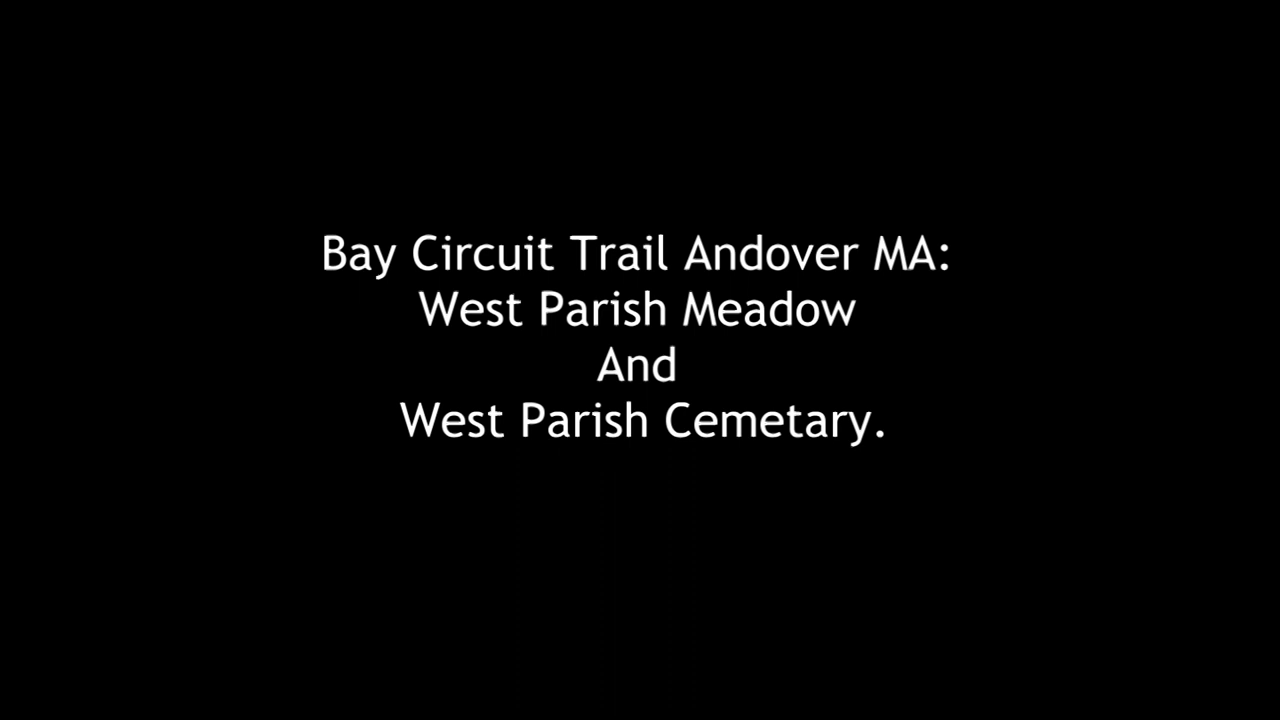 Bay Circuit Trail Andover MA:
West Parish Meadow
And
West Parish Cemetary.